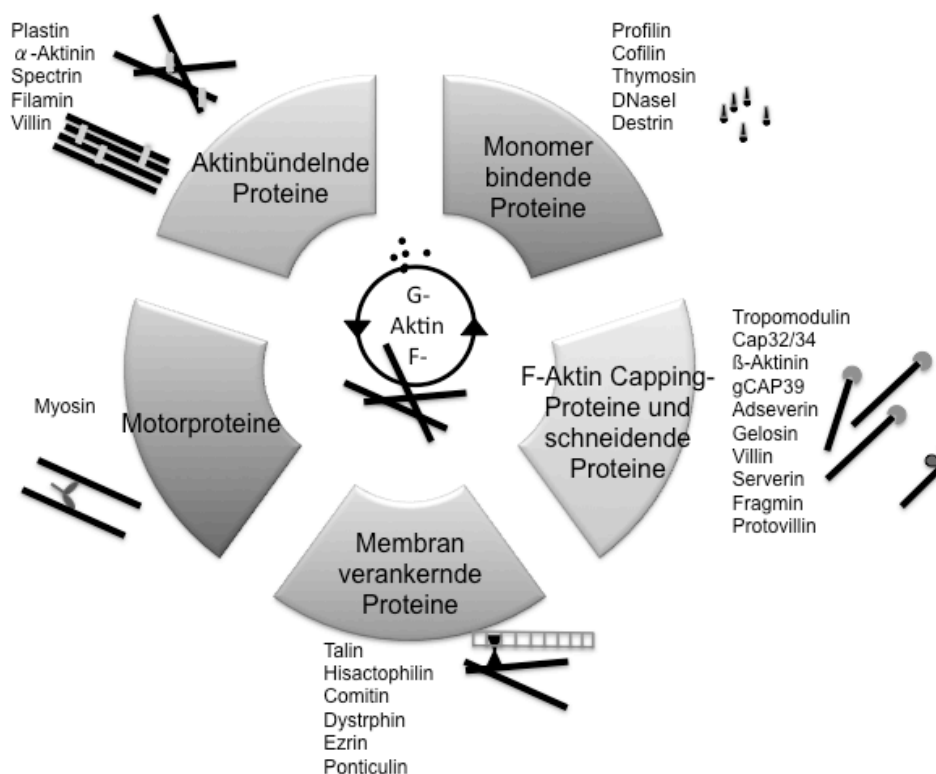 Plastin
α-Aktinin
Spectrin
Filamin
Villin
Aktinbündelnde
Proteine
Profilin
Cofilin
Thymosin
DNaseI
Destrin
Monomer
bindende
Proteine
G-
Aktin
F-
Myosin
Motorproteine
F-Aktin Capping-
Proteine und
schneidende
Proteine
Tropomodulin
Cap32/34
ß-Aktinin
gCAP39
Adseverin
Gelosin
Villin
Serverin
Fragmin
Protovillin
Membran
verankernde
Proteine
Talin
Hisactophilin
Comitin
Dystrphin
Ezrin
Ponticulin